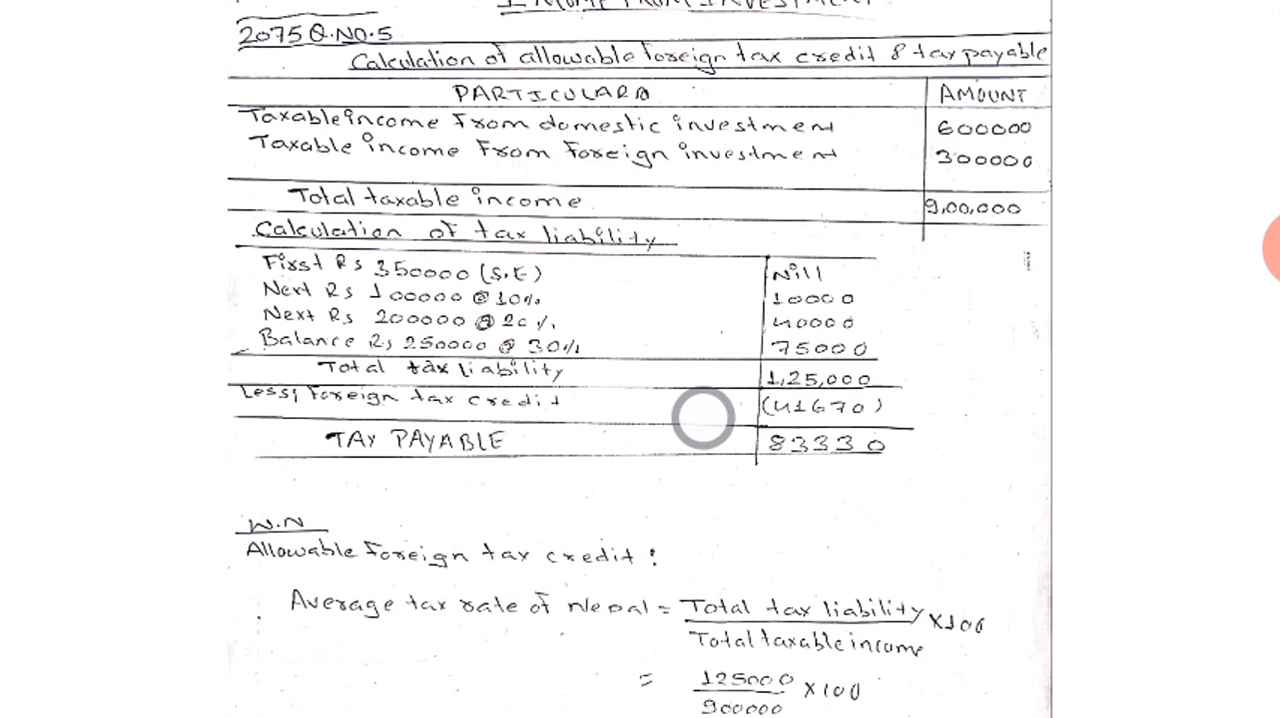 INCOME FROM INVESTMENT
2075 Q.NO.5
Calculation of allowable foreign tax credit & tax payable
PARTICULARS AMOUNT
Taxable income From domestic investment 600000
Taxable income From Foreign investment 300000
Total taxable income 9,00,000
Calculation of tax liability
First Rs 350000 (S.E) Nill
Next Rs 100000 @ 10% 10000
Next Rs 200000 @ 20%. 40000
Balance Rs 250000 @ 30% 75000
Total tax liability 1,25,000
Less; Foreign tax credit (41670)
TAX PAYABLE 83330
W.N
Allowable Foreign tax credit :
Average tax rate of Nepal = Total tax liability ×100
Total taxable income
= 125000 ×100
900000